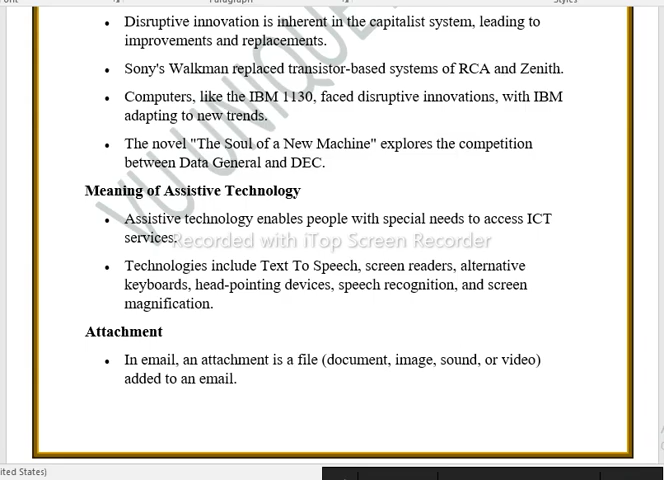 Paragraph
Styles
• Disruptive innovation is inherent in the capitalist system, leading to
improvements and replacements.
• Sony's Walkman replaced transistor-based systems of RCA and Zenith.
• Computers, like the IBM 1130, faced disruptive innovations, with IBM
adapting to new trends.
• The novel "The Soul of a New Machine" explores the competition
between Data General and DEC.
Meaning of Assistive Technology
• Assistive technology enables people with special needs to access ICT
services.
Recorded with iTop Screen Recorder
• Technologies include Text To Speech, screen readers, alternative
keyboards, head-pointing devices, speech recognition, and screen
magnification.
Attachment
• In email, an attachment is a file (document, image, sound, or video)
added to an email.
VU UNIQUE
ited States)